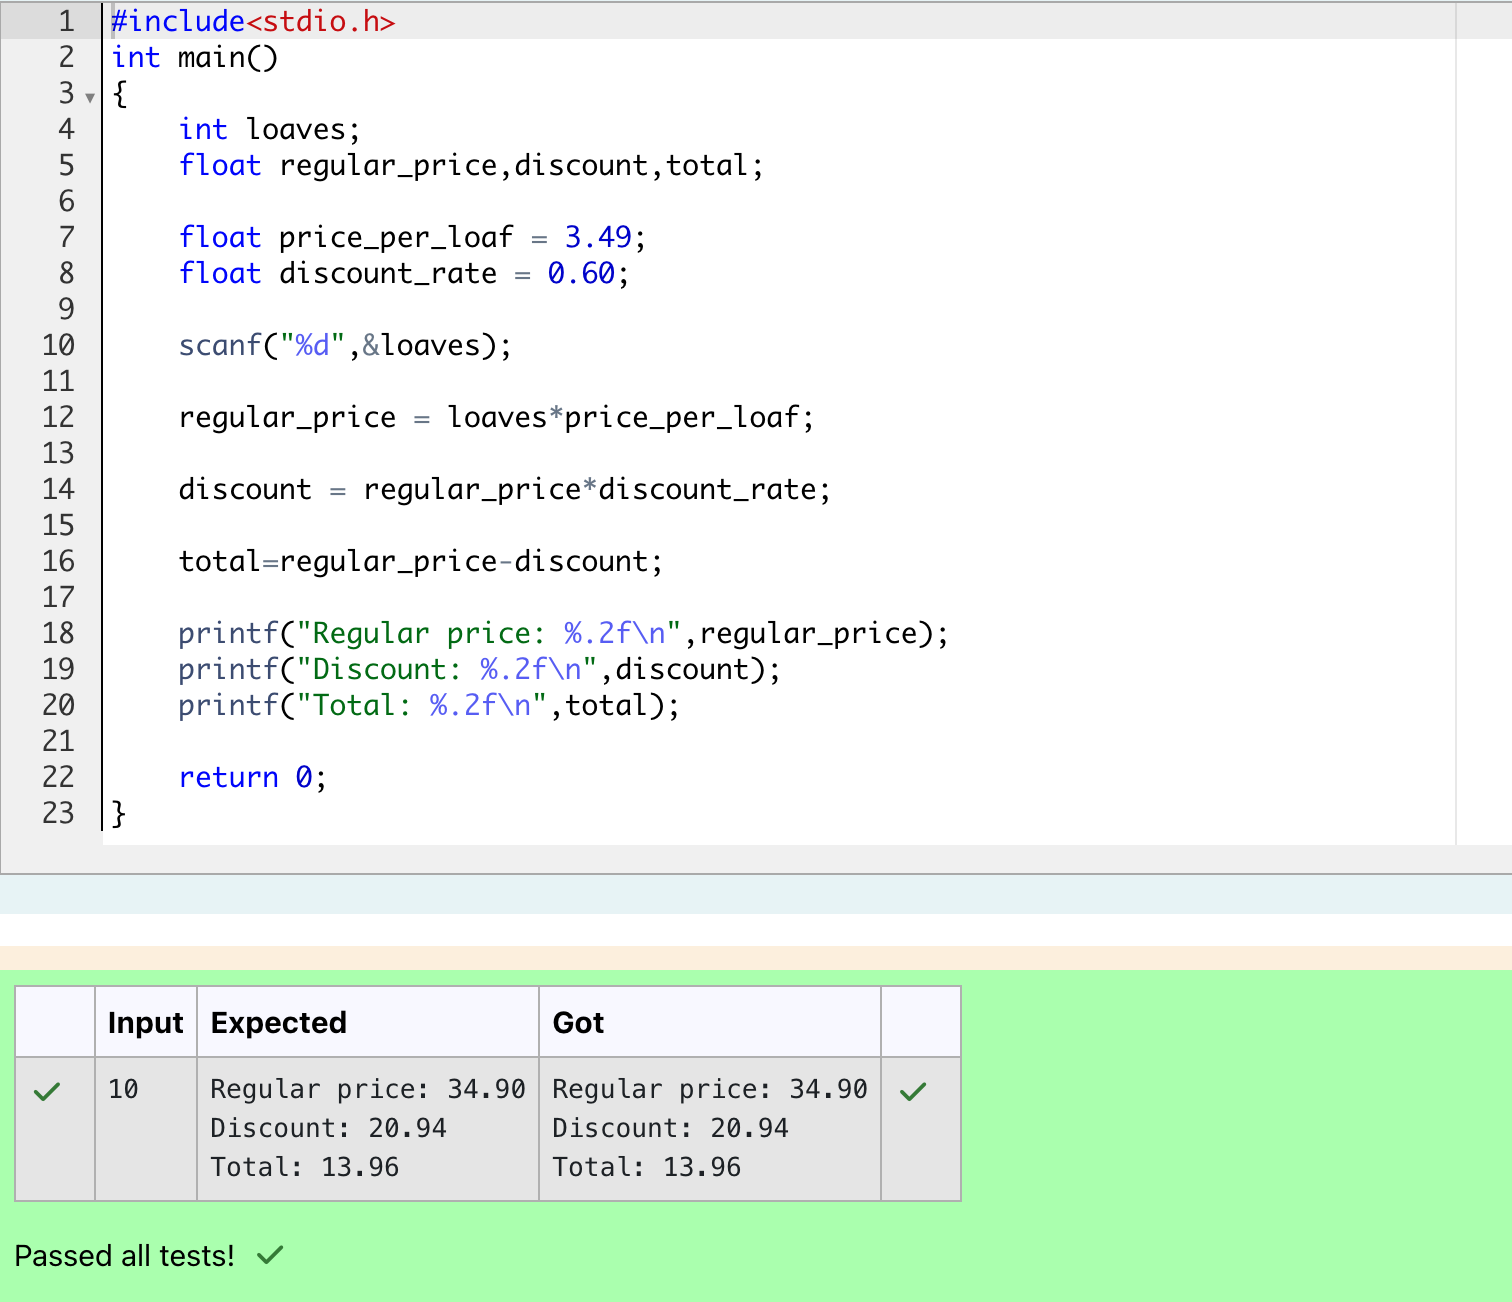 1 #include<stdio.h>
2 int main()
3 {
4     int loaves;
5     float regular_price,discount,total;
6
7     float price_per_loaf = 3.49;
8     float discount_rate = 0.60;
9
10     scanf("%d",&loaves);
11
12     regular_price = loaves*price_per_loaf;
13
14     discount = regular_price*discount_rate;
15
16     total=regular_price-discount;
17
18     printf("Regular price: %.2f\n",regular_price);
19     printf("Discount: %.2f\n",discount);
20     printf("Total: %.2f\n",total);
21
22     return 0;
23 }
Input Expected Got
10 Regular price: 34.90 Regular price: 34.90
Discount: 20.94 Discount: 20.94
Total: 13.96 Total: 13.96
Passed all tests!